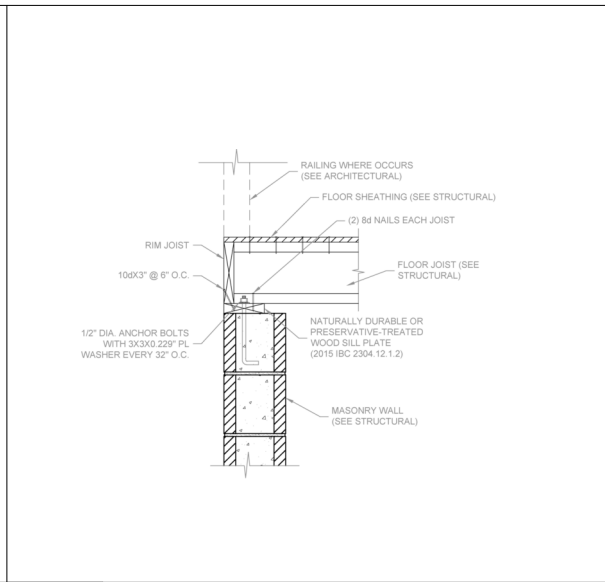 RAILING WHERE OCCURS
(SEE ARCHITECTURAL)
FLOOR SHEATHING (SEE STRUCTURAL)
(2) 8d NAILS EACH JOIST
RIM JOIST
FLOOR JOIST (SEE
STRUCTURAL)
10dX3" @ 6" O.C.
1/2" DIA. ANCHOR BOLTS
WITH 3X3X0.229" PL
WASHER EVERY 32" O.C.
NATURALLY DURABLE OR
PRESERVATIVE-TREATED
WOOD SILL PLATE
(2015 IBC 2304.12.1.2)
MASONRY WALL
(SEE STRUCTURAL)